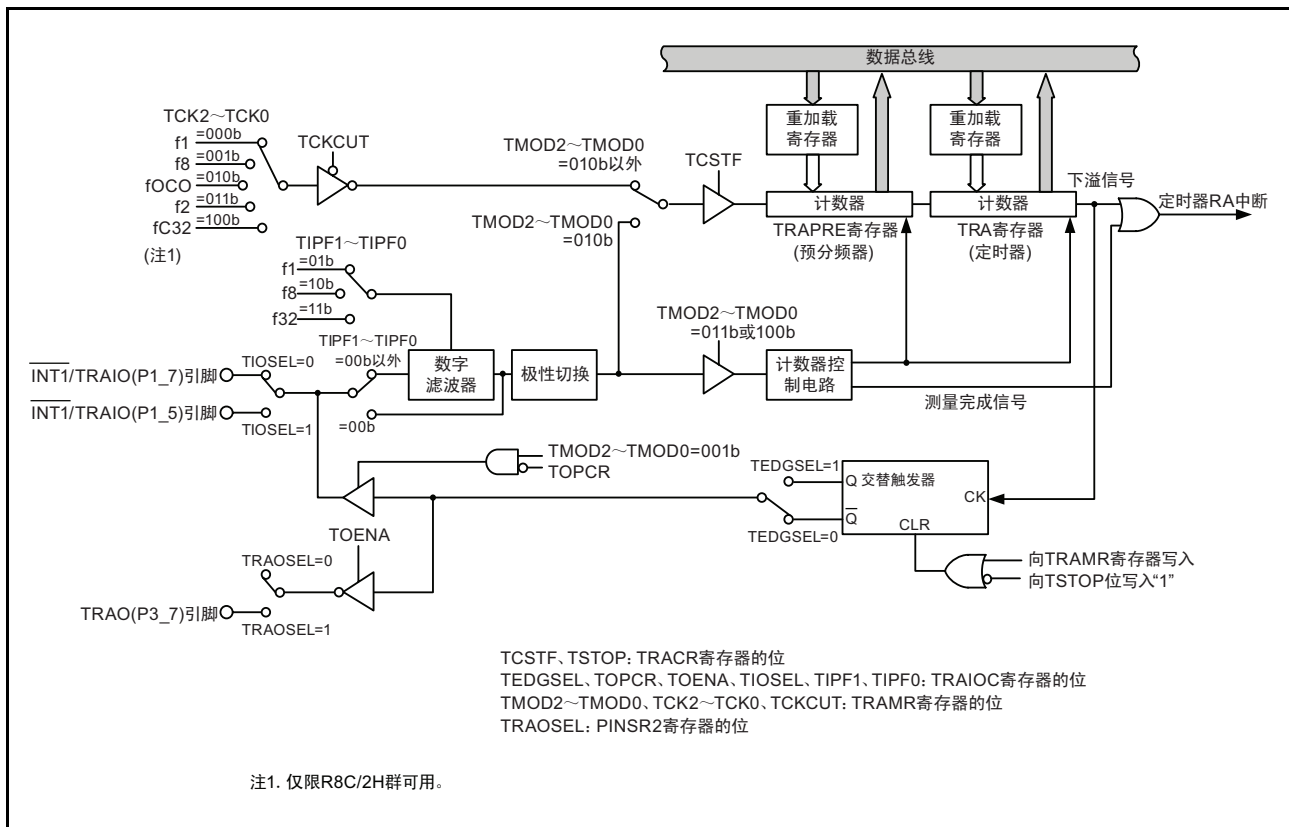 数据总线
重加载
寄存器
重加载
寄存器
TCK2～TCK0
f1 =000b
f8 =001b
fOCO =010b
f2 =011b
fC32 =100b
(注1)
TCKCUT
TMOD2～TMOD0
=010b以外
TCSTF
计数器
计数器
下溢信号
定时器RA中断
TRAPRE寄存器
(预分频器)
TRA寄存器
(定时器)
TMOD2～TMOD0
=010b
TIPF1～TIPF0
f1 =01b
f8 =10b
f32 =11b
TMOD2～TMOD0
=011b或100b
TIPF1～TIPF0
=00b以外
数字
滤波器
极性切换
计数器控
制电路
测量完成信号
INT1/TRAIO(P1_7)引脚
TIOSEL=0
INT1/TRAIO(P1_5)引脚
TIOSEL=1
=00b
TMOD2～TMOD0=001b
TOPCR
TEDGSEL=1
Q 交替触发器
CK
Q
CLR
TEDGSEL=0
TOENA
TRAOSEL=0
TRAO(P3_7)引脚
TRAOSEL=1
向TRAMR寄存器写入
向TSTOP位写入“1”
TCSTF、TSTOP：TRACR寄存器的位
TEDGSEL、TOPCR、TOENA、TIOSEL、TIPF1、TIPF0：TRAIOC寄存器的位
TMOD2～TMOD0、TCK2～TCK0、TCKCUT：TRAMR寄存器的位
TRAOSEL：PINSR2寄存器的位
注1. 仅限R8C/2H群可用。